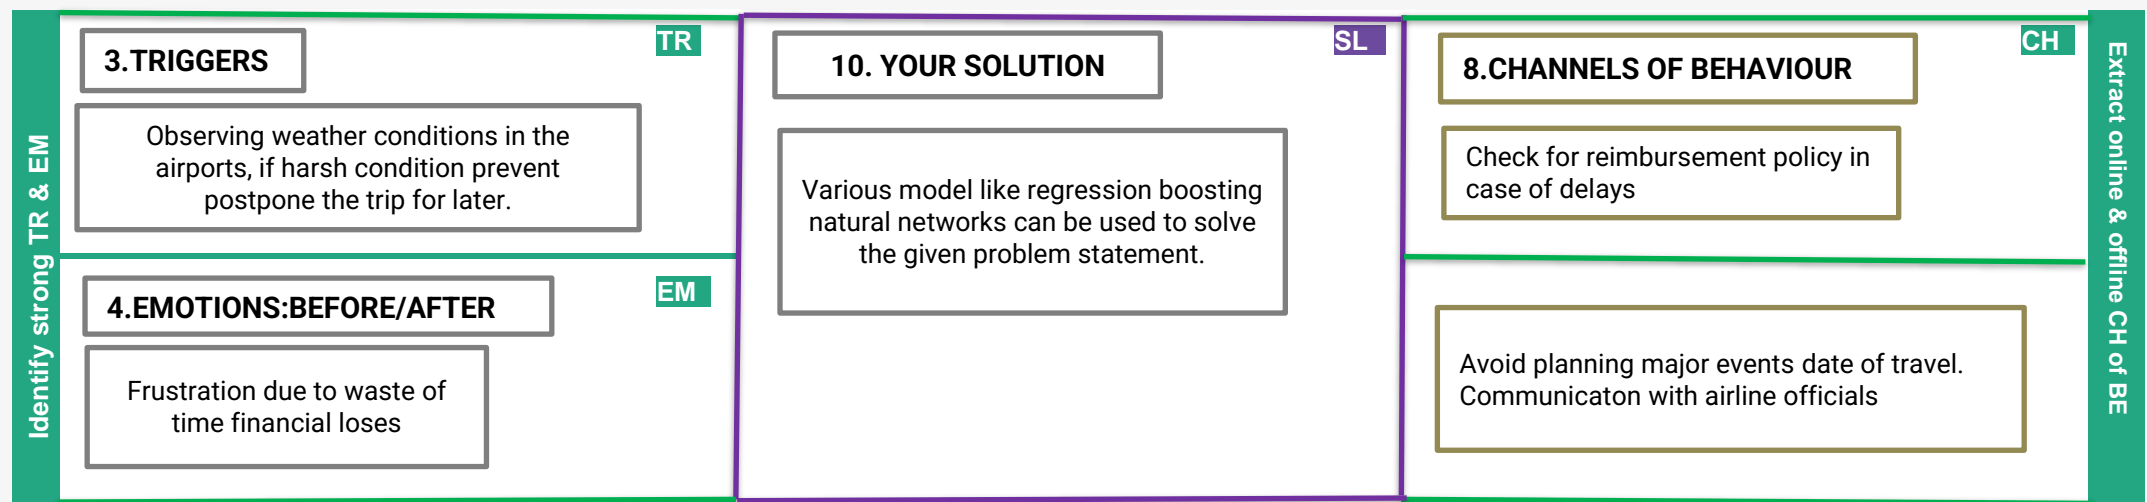 Identify strong TR & EM
3.TRIGGERS
TR
Observing weather conditions in the
airports, if harsh condition prevent
postpone the trip for later.
4.EMOTIONS:BEFORE/AFTER
EM
Frustration due to waste of
time financial loses
10. YOUR SOLUTION
SL
Various model like regression boosting
natural networks can be used to solve
the given problem statement.
8.CHANNELS OF BEHAVIOUR
CH
Check for reimbursement policy in
case of delays
Avoid planning major events date of travel.
Communicaton with airline officials
Extract online & offline CH of BE